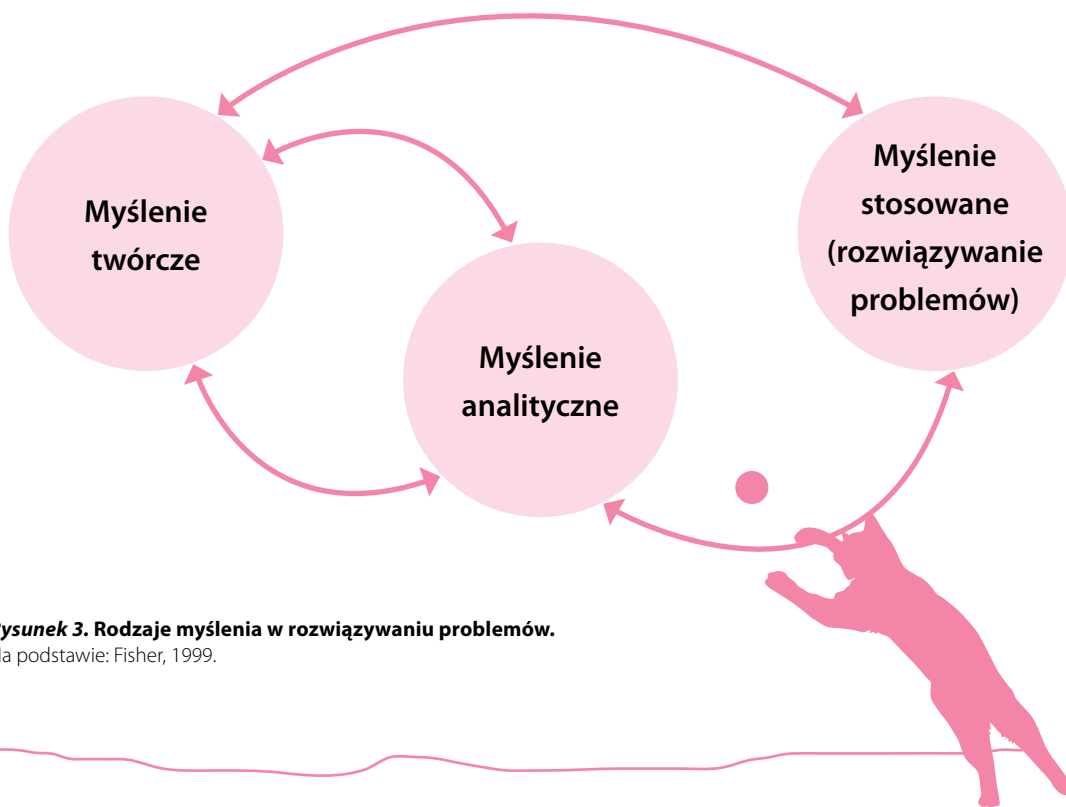 Myślenie
twórcze
Myślenie
analityczne
Myślenie
stosowane
(rozwiązywanie
problemów)
ysunek 3. Rodzaje myślenia w rozwiązywaniu problemów.
a podstawie: Fisher, 1999.